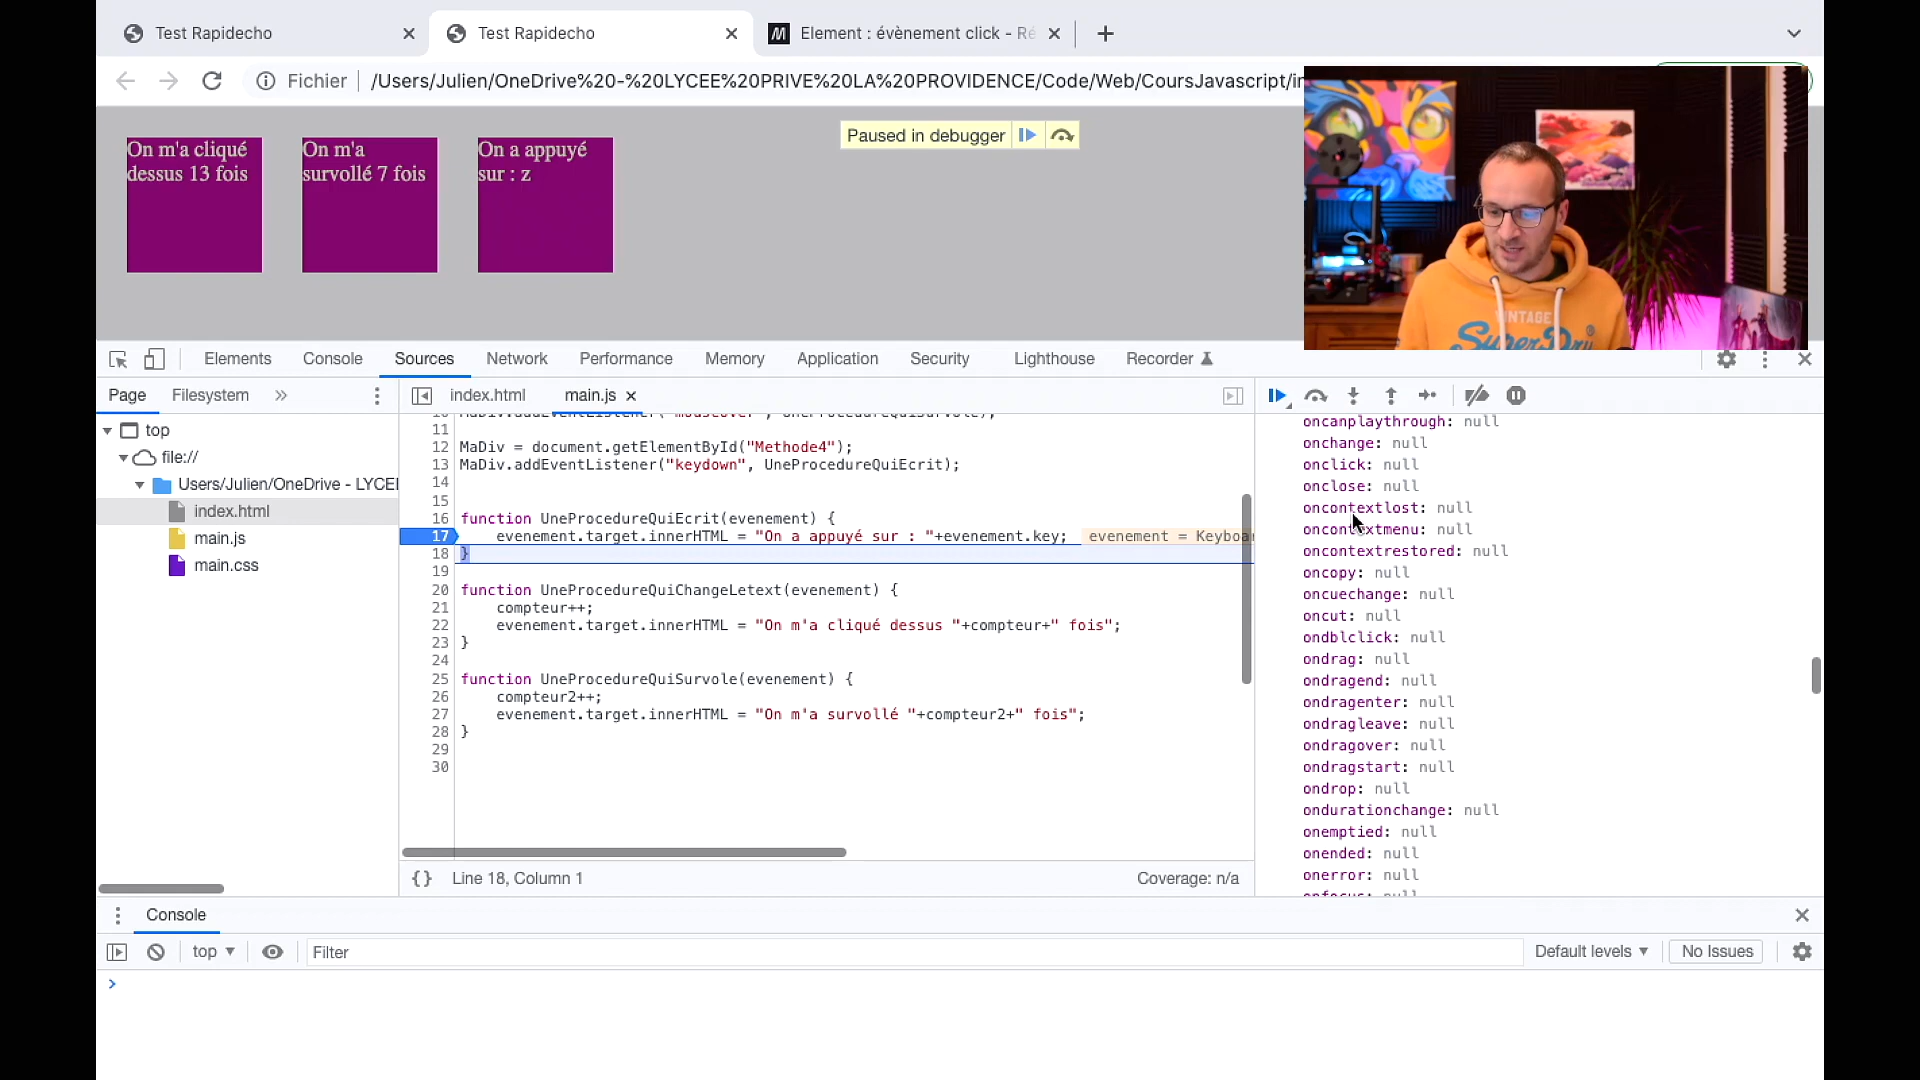 Test Rapidecho
Test Rapidecho
Element : évènement click - Ré
Fichier
/Users/Julien/OneDrive%20-%20LYCEE%20PRIVE%20LA%20PROVIDENCE/Code/Web/CoursJavascript/in
On m'a cliqué
dessus 13 fois
On m'a
survollé 7 fois
On a appuyé
sur : z
Paused in debugger
VINTAGE
Elements Console Sources Network Performance Memory Application Security Lighthouse Recorder
Page Filesystem »
index.html main.js
top
file://
Users/Julien/OneDrive - LYCEI
index.html
main.js
main.css
11
12 MaDiv = document.getElementById("Methode4");
13 MaDiv.addEventListener("keydown", UneProcedureQuiEcrit);
14
15
16 function UneProcedureQuiEcrit(evenement) {
17 evenement.target.innerHTML = "On a appuyé sur : "+evenement.key; evenement = Keyboar
18 }
19
20 function UneProcedureQuiChangeLetext(evenement) {
21 compteur++;
22 evenement.target.innerHTML = "On m'a cliqué dessus "+compteur+" fois";
23 }
24
25 function UneProcedureQuiSurvole(evenement) {
26 compteur2++;
27 evenement.target.innerHTML = "On m'a survollé "+compteur2+" fois";
28 }
29
30
{} Line 18, Column 1
Coverage: n/a
oncanplaythrough: null
onchange: null
onclick: null
onclose: null
oncontextlost: null
oncontextmenu: null
oncontextrestored: null
oncopy: null
oncuechange: null
oncut: null
ondblclick: null
ondrag: null
ondragend: null
ondragenter: null
ondragleave: null
ondragover: null
ondragstart: null
ondrop: null
ondurationchange: null
onemptied: null
onended: null
onerror: null
Console
top
Filter
Default levels
No Issues
>